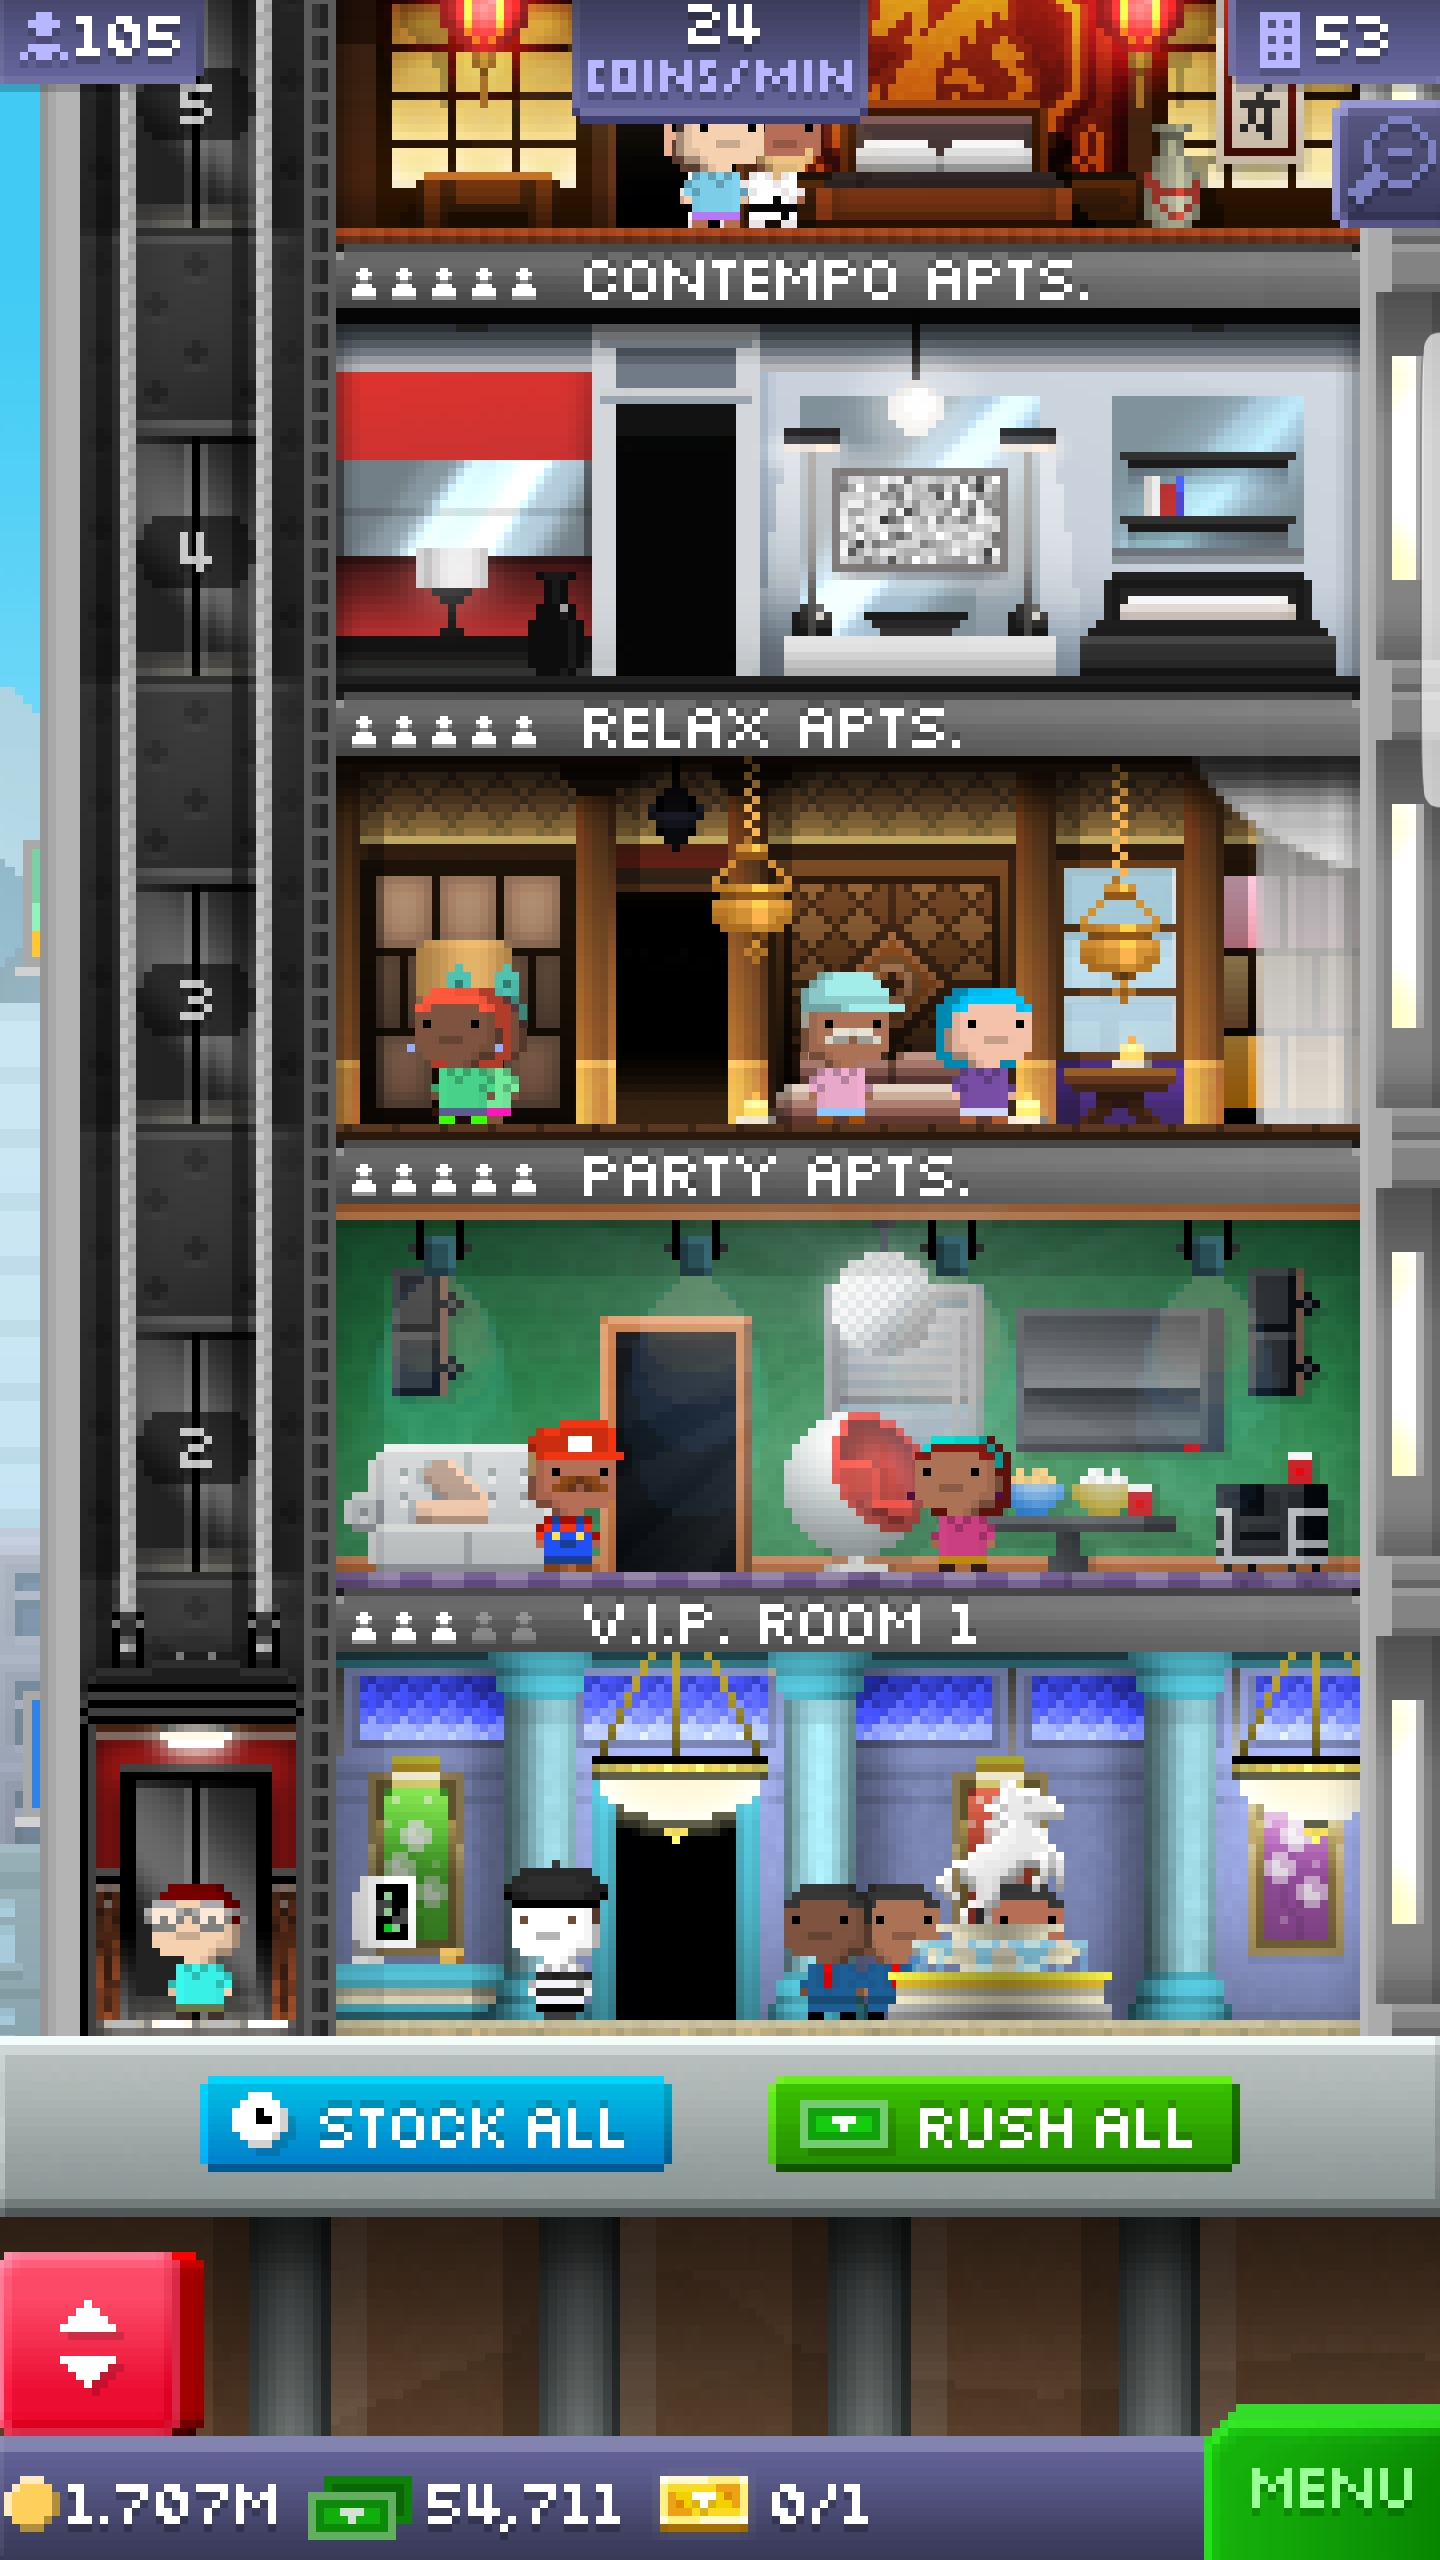 105
24
COINS/MIN
53
5
CONTEMPO APTS.
4
RELAX APTS.
3
PARTY APTS.
2
V.I.P. ROOM 1
STOCK ALL
RUSH ALL
1.707M
54,711
0/1
MENU